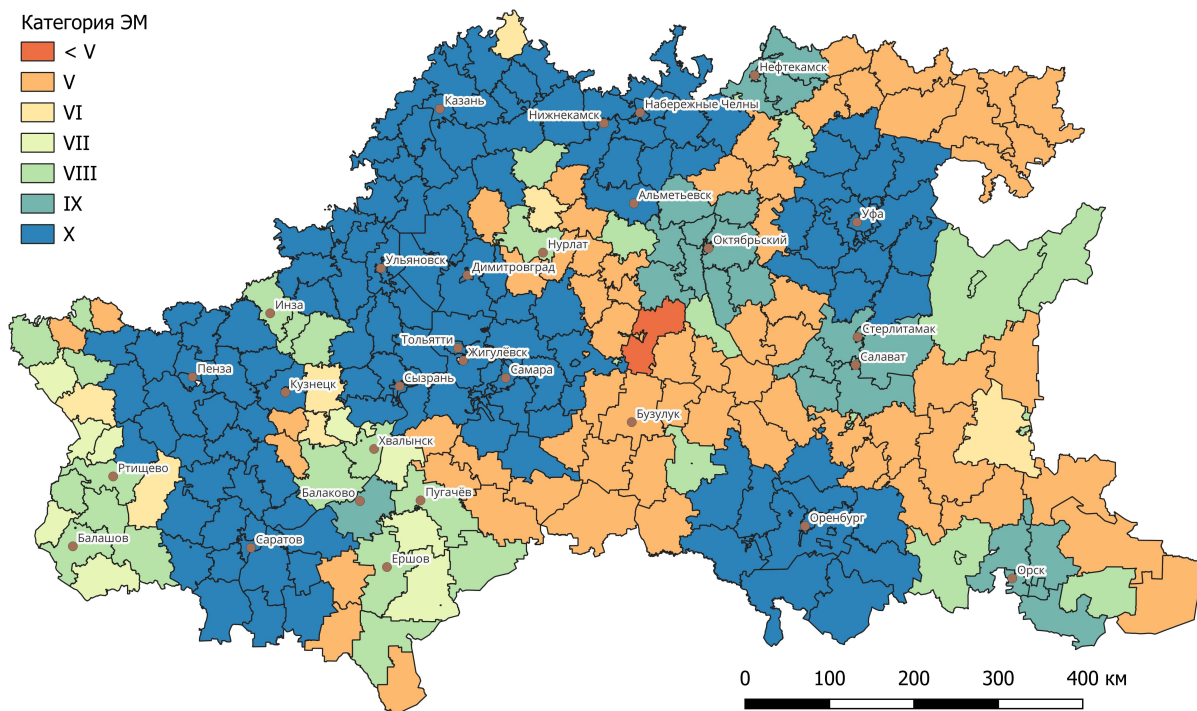 Категория ЭМ
< V
V
VI
VII
VIII
IX
X
Нефтекамск
Казань
Набережные Челны
Нижнекамск
Альметьевск
Уфа
Нурлат
Октябрьский
Ульяновск
Димитровград
Инза
Стерлитамак
Тольятти
Жигулёвск
Салават
Пенза
Самара
Кузнецк
Сызрань
Бузулук
Хвалынск
Ртищево
Балаково
Пугачёв
Оренбург
Балашов
Саратов
Ершов
Орск
0 100 200 300 400 км